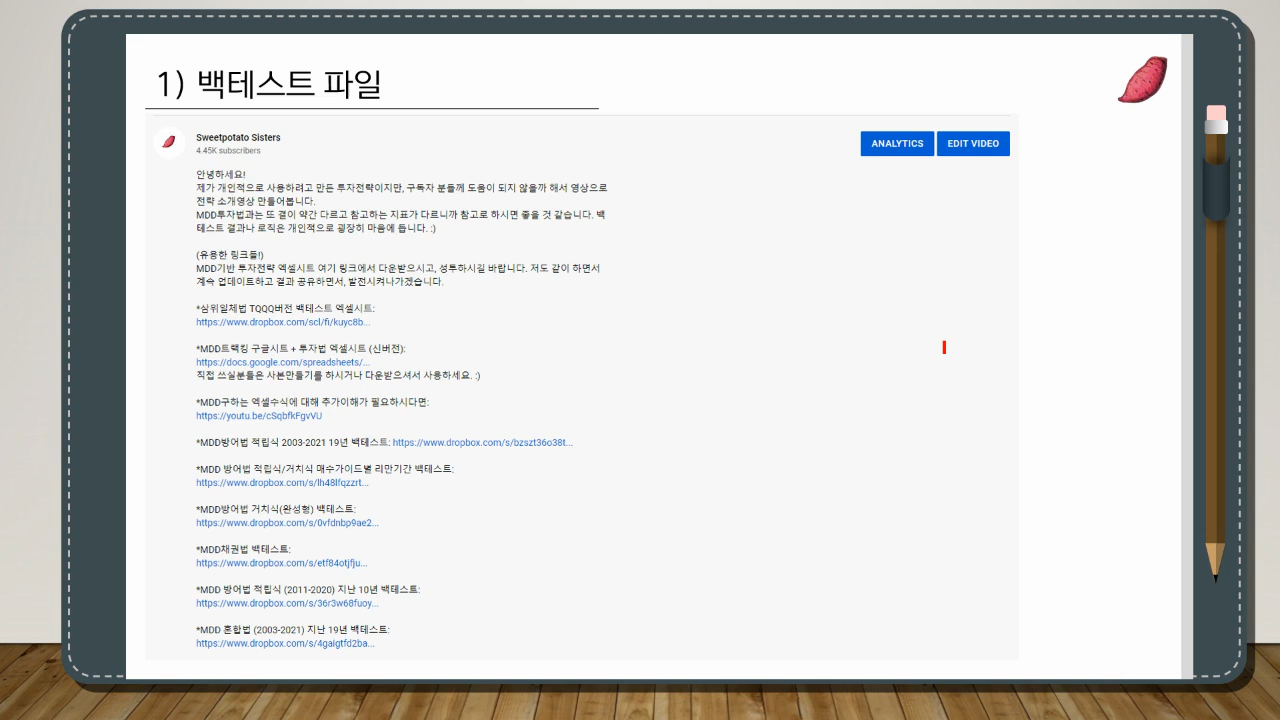 1) 백테스트 파일
Sweetpotato Sisters
4.45K subscribers
ANALYTICS
EDIT VIDEO
안녕하세요!
제가 개인적으로 사용하려고 만든 투자전략이지만, 구독자 분들께 도움이 되지 않을까 해서 영상으로
전략 소개영상 만들어봅니다.
MDD투자법과는 또 결이 약간 다르고 참고하는 지표가 다르니까 참고로 하시면 좋을 것 같습니다. 백
테스트 결과나 로직은 개인적으로 굉장히 마음에 듭니다. :)
(유용한 링크들!)
MDD기반 투자전략 엑셀시트 여기 링크에서 다운받으시고, 성투하시길 바랍니다. 저도 같이 하면서
계속 업데이트하고 결과 공유하면서, 발전시켜나가겠습니다.
*삼위일체법 TQQQ버전 백테스트 엑셀시트:
https://www.dropbox.com/scl/fi/kuyc8b...
*MDD트랙킹 구글시트 + 투자법 엑셀시트 (신버전):
https://docs.google.com/spreadsheets/...
직접 쓰실분들은 사본만들기를 하시거나 다운받으셔서 사용하세요. :)
*MDD구하는 엑셀수식에 대해 추가이해가 필요하시다면:
https://youtu.be/cSqbfkFgvVU
*MDD방어법 적립식 2003-2021 19년 백테스트: https://www.dropbox.com/s/bzszt36o38t...
*MDD 방어법 적립식/거치식 매수가이드별 리만기간 백테스트:
https://www.dropbox.com/s/lh48lfqzzrt...
*MDD방어법 거치식(완성형) 백테스트:
https://www.dropbox.com/s/0vfdnbp9ae2...
*MDD채권법 백테스트:
https://www.dropbox.com/s/etf84otjfju...
*MDD 방어법 적립식 (2011-2020) 지난 10년 백테스트:
https://www.dropbox.com/s/36r3w68fuoy...
*MDD 혼합법 (2003-2021) 지난 19년 백테스트:
https://www.dropbox.com/s/4gaigtfd2ba...